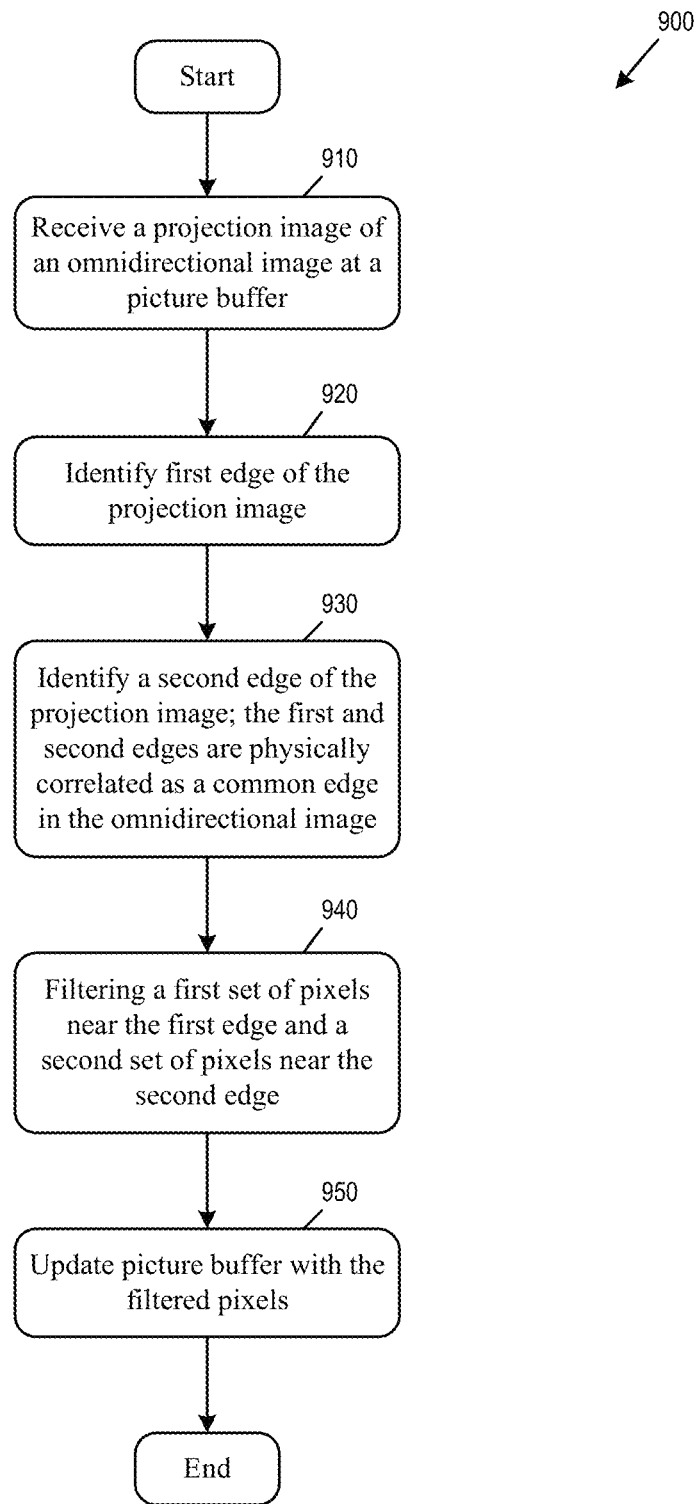 900
Start
910
Receive a projection image of
an omnidirectional image at a
picture buffer
920
Identify first edge of the
projection image
930
Identify a second edge of the
projection image; the first and
second edges are physically
correlated as a common edge
in the omnidirectional image
940
Filtering a first set of pixels
near the first edge and a
second set of pixels near the
second edge
950
Update picture buffer with the
filtered pixels
End